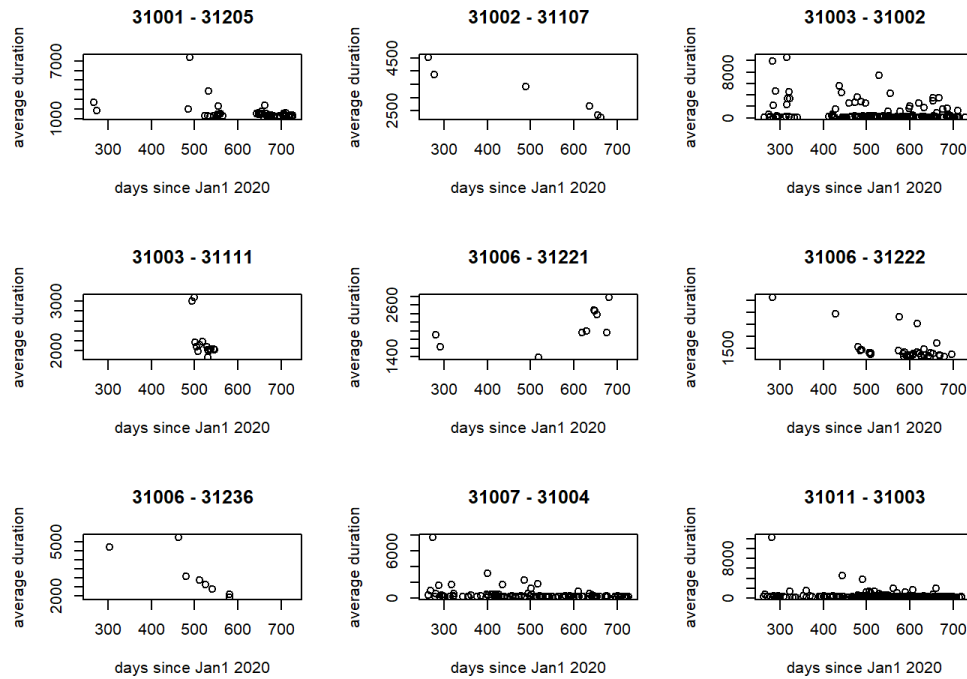 31001 - 31205
average duration
1000 7000
300 400 500 600 700
days since Jan1 2020
31002 - 31107
average duration
2500 4500
300 400 500 600 700
days since Jan1 2020
31003 - 31002
average duration
0 8000
300 400 500 600 700
days since Jan1 2020
31003 - 31111
average duration
2000 3000
300 400 500 600 700
days since Jan1 2020
31006 - 31221
average duration
1400 2600
300 400 500 600 700
days since Jan1 2020
31006 - 31222
average duration
1500
300 400 500 600 700
days since Jan1 2020
31006 - 31236
average duration
2000 5000
300 400 500 600 700
days since Jan1 2020
31007 - 31004
average duration
0 6000
300 400 500 600 700
days since Jan1 2020
31011 - 31003
average duration
0 8000
300 400 500 600 700
days since Jan1 2020